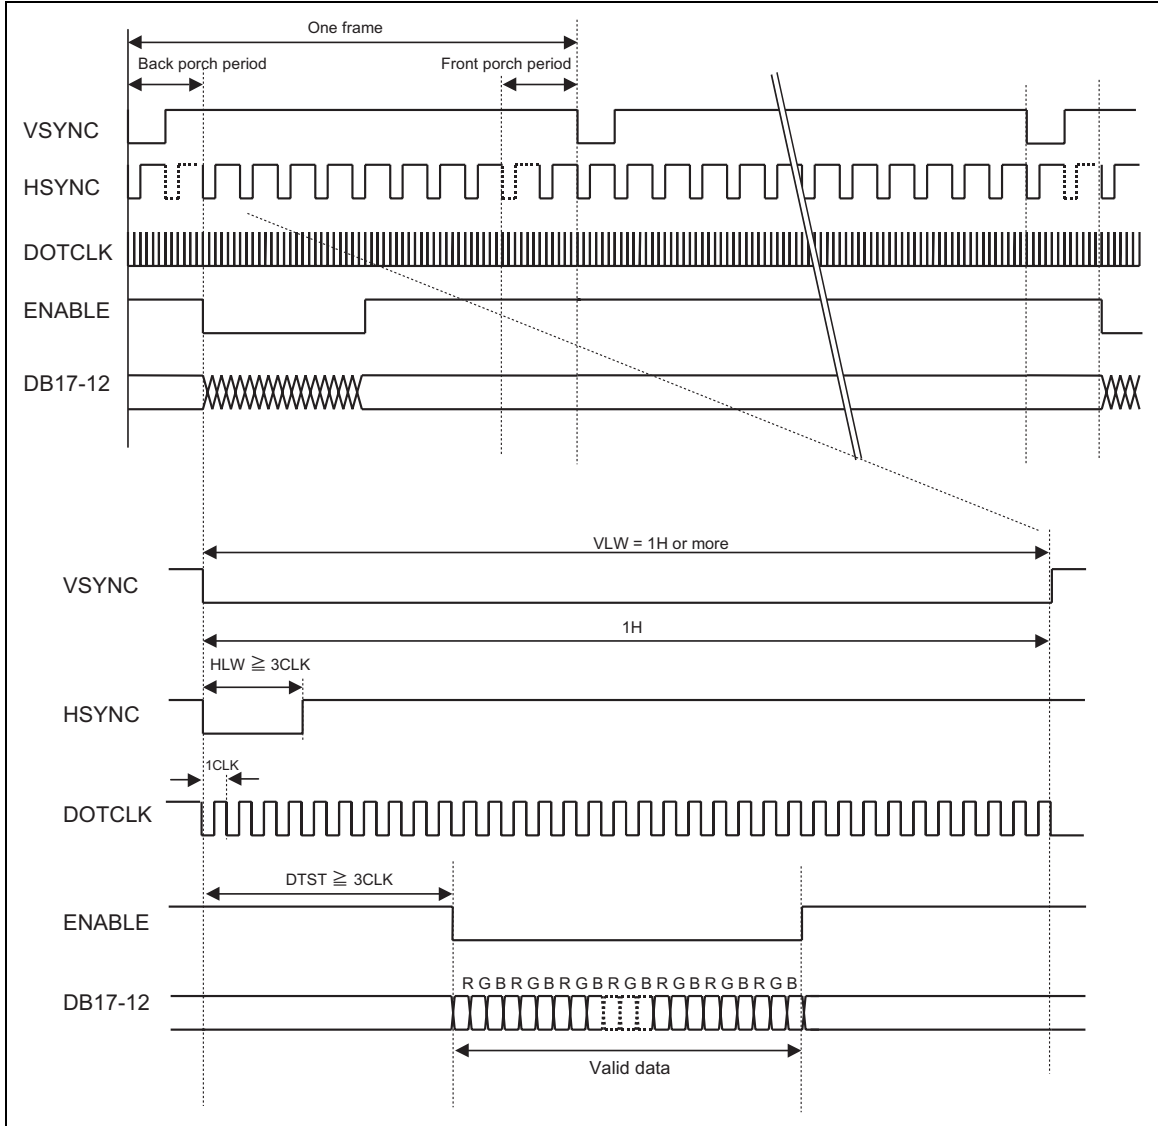 One frame
Back porch period
Front porch period
VSYNC
HSYNC
DOTCLK
ENABLE
DB17-12
VLW = 1H or more
VSYNC
1H
HLW ≧ 3CLK
HSYNC
1CLK
DOTCLK
DTST ≧ 3CLK
ENABLE
R G B R G B R G B R G B R G B R G B R G B
DB17-12
Valid data